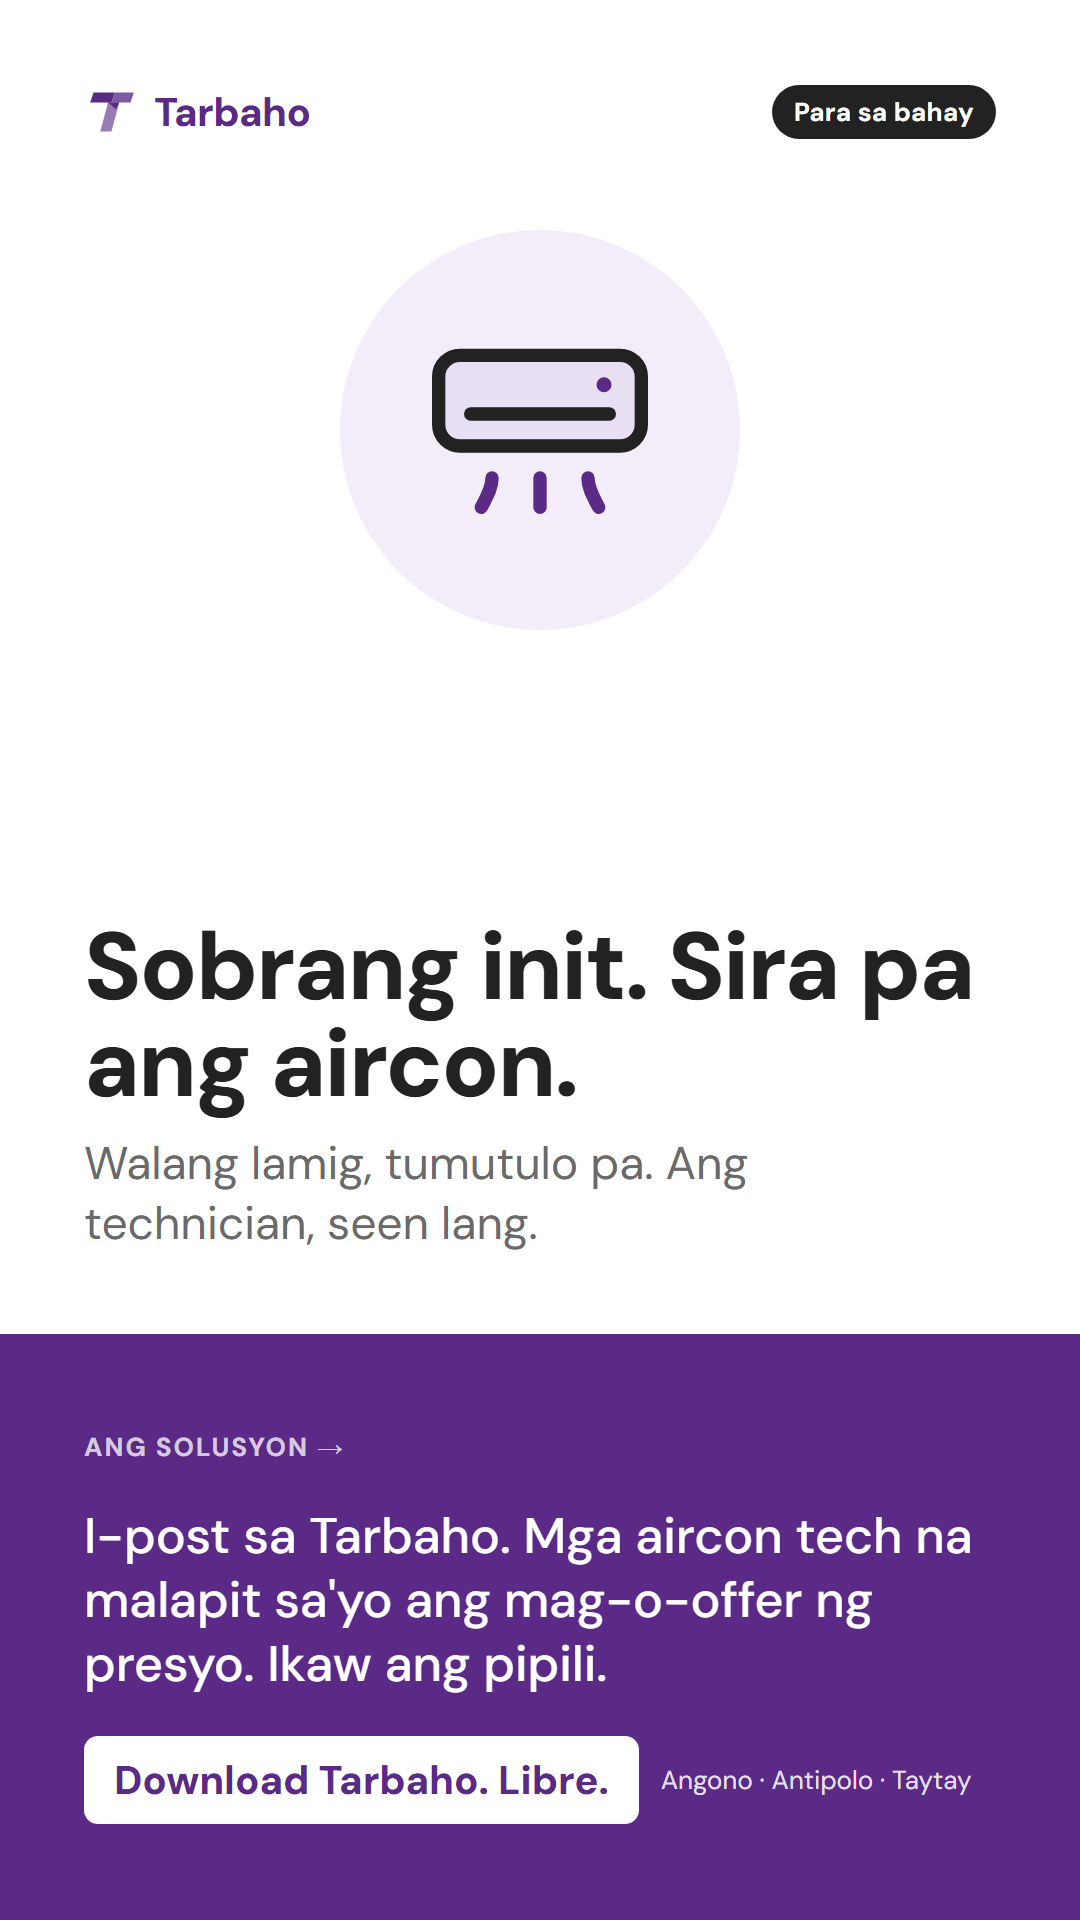 Tarbaho
Para sa bahay
Sobrang init. Sira pa
ang aircon.
Walang lamig, tumutulo pa. Ang
technician, seen lang.
ANG SOLUSYON →
I-post sa Tarbaho. Mga aircon tech na
malapit sa'yo ang mag-o-offer ng
presyo. Ikaw ang pipili.
Download Tarbaho. Libre.
Angono · Antipolo · Taytay